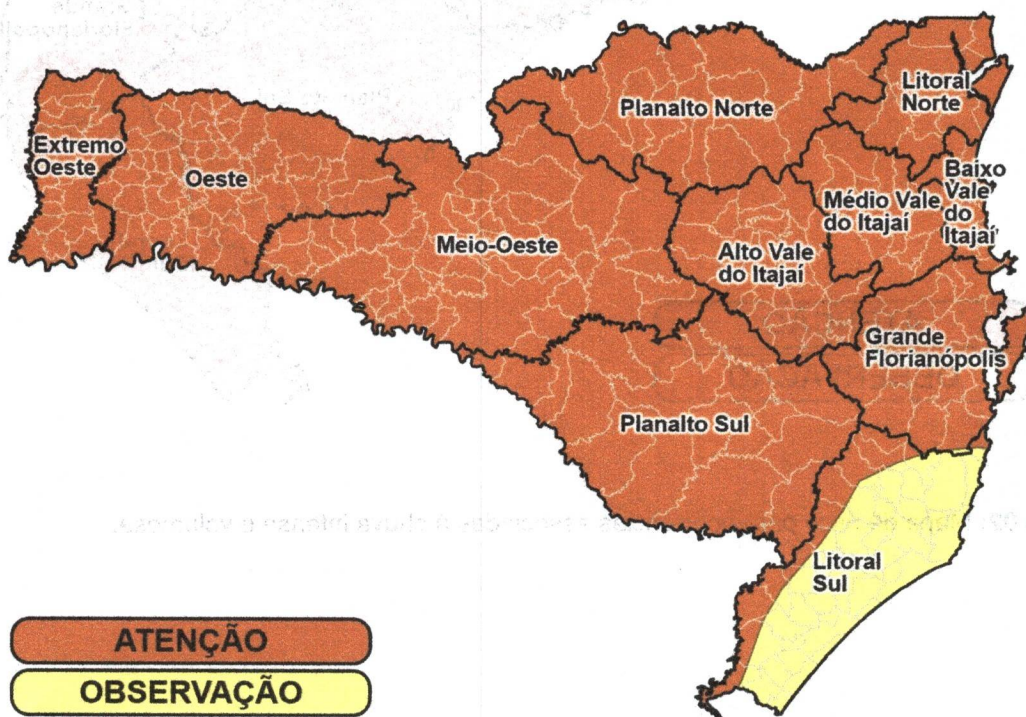 Planalto Norte
Litoral
Norte
Extremo
Oeste
Oeste
Baixo
Vale
do
Itajaí
Médio Vale
do Itajaí
Meio-Oeste
Alto Vale
do Itajaí
Grande
Florianópolis
Planalto Sul
Litoral
Sul
ATENÇÃO
OBSERVAÇÃO